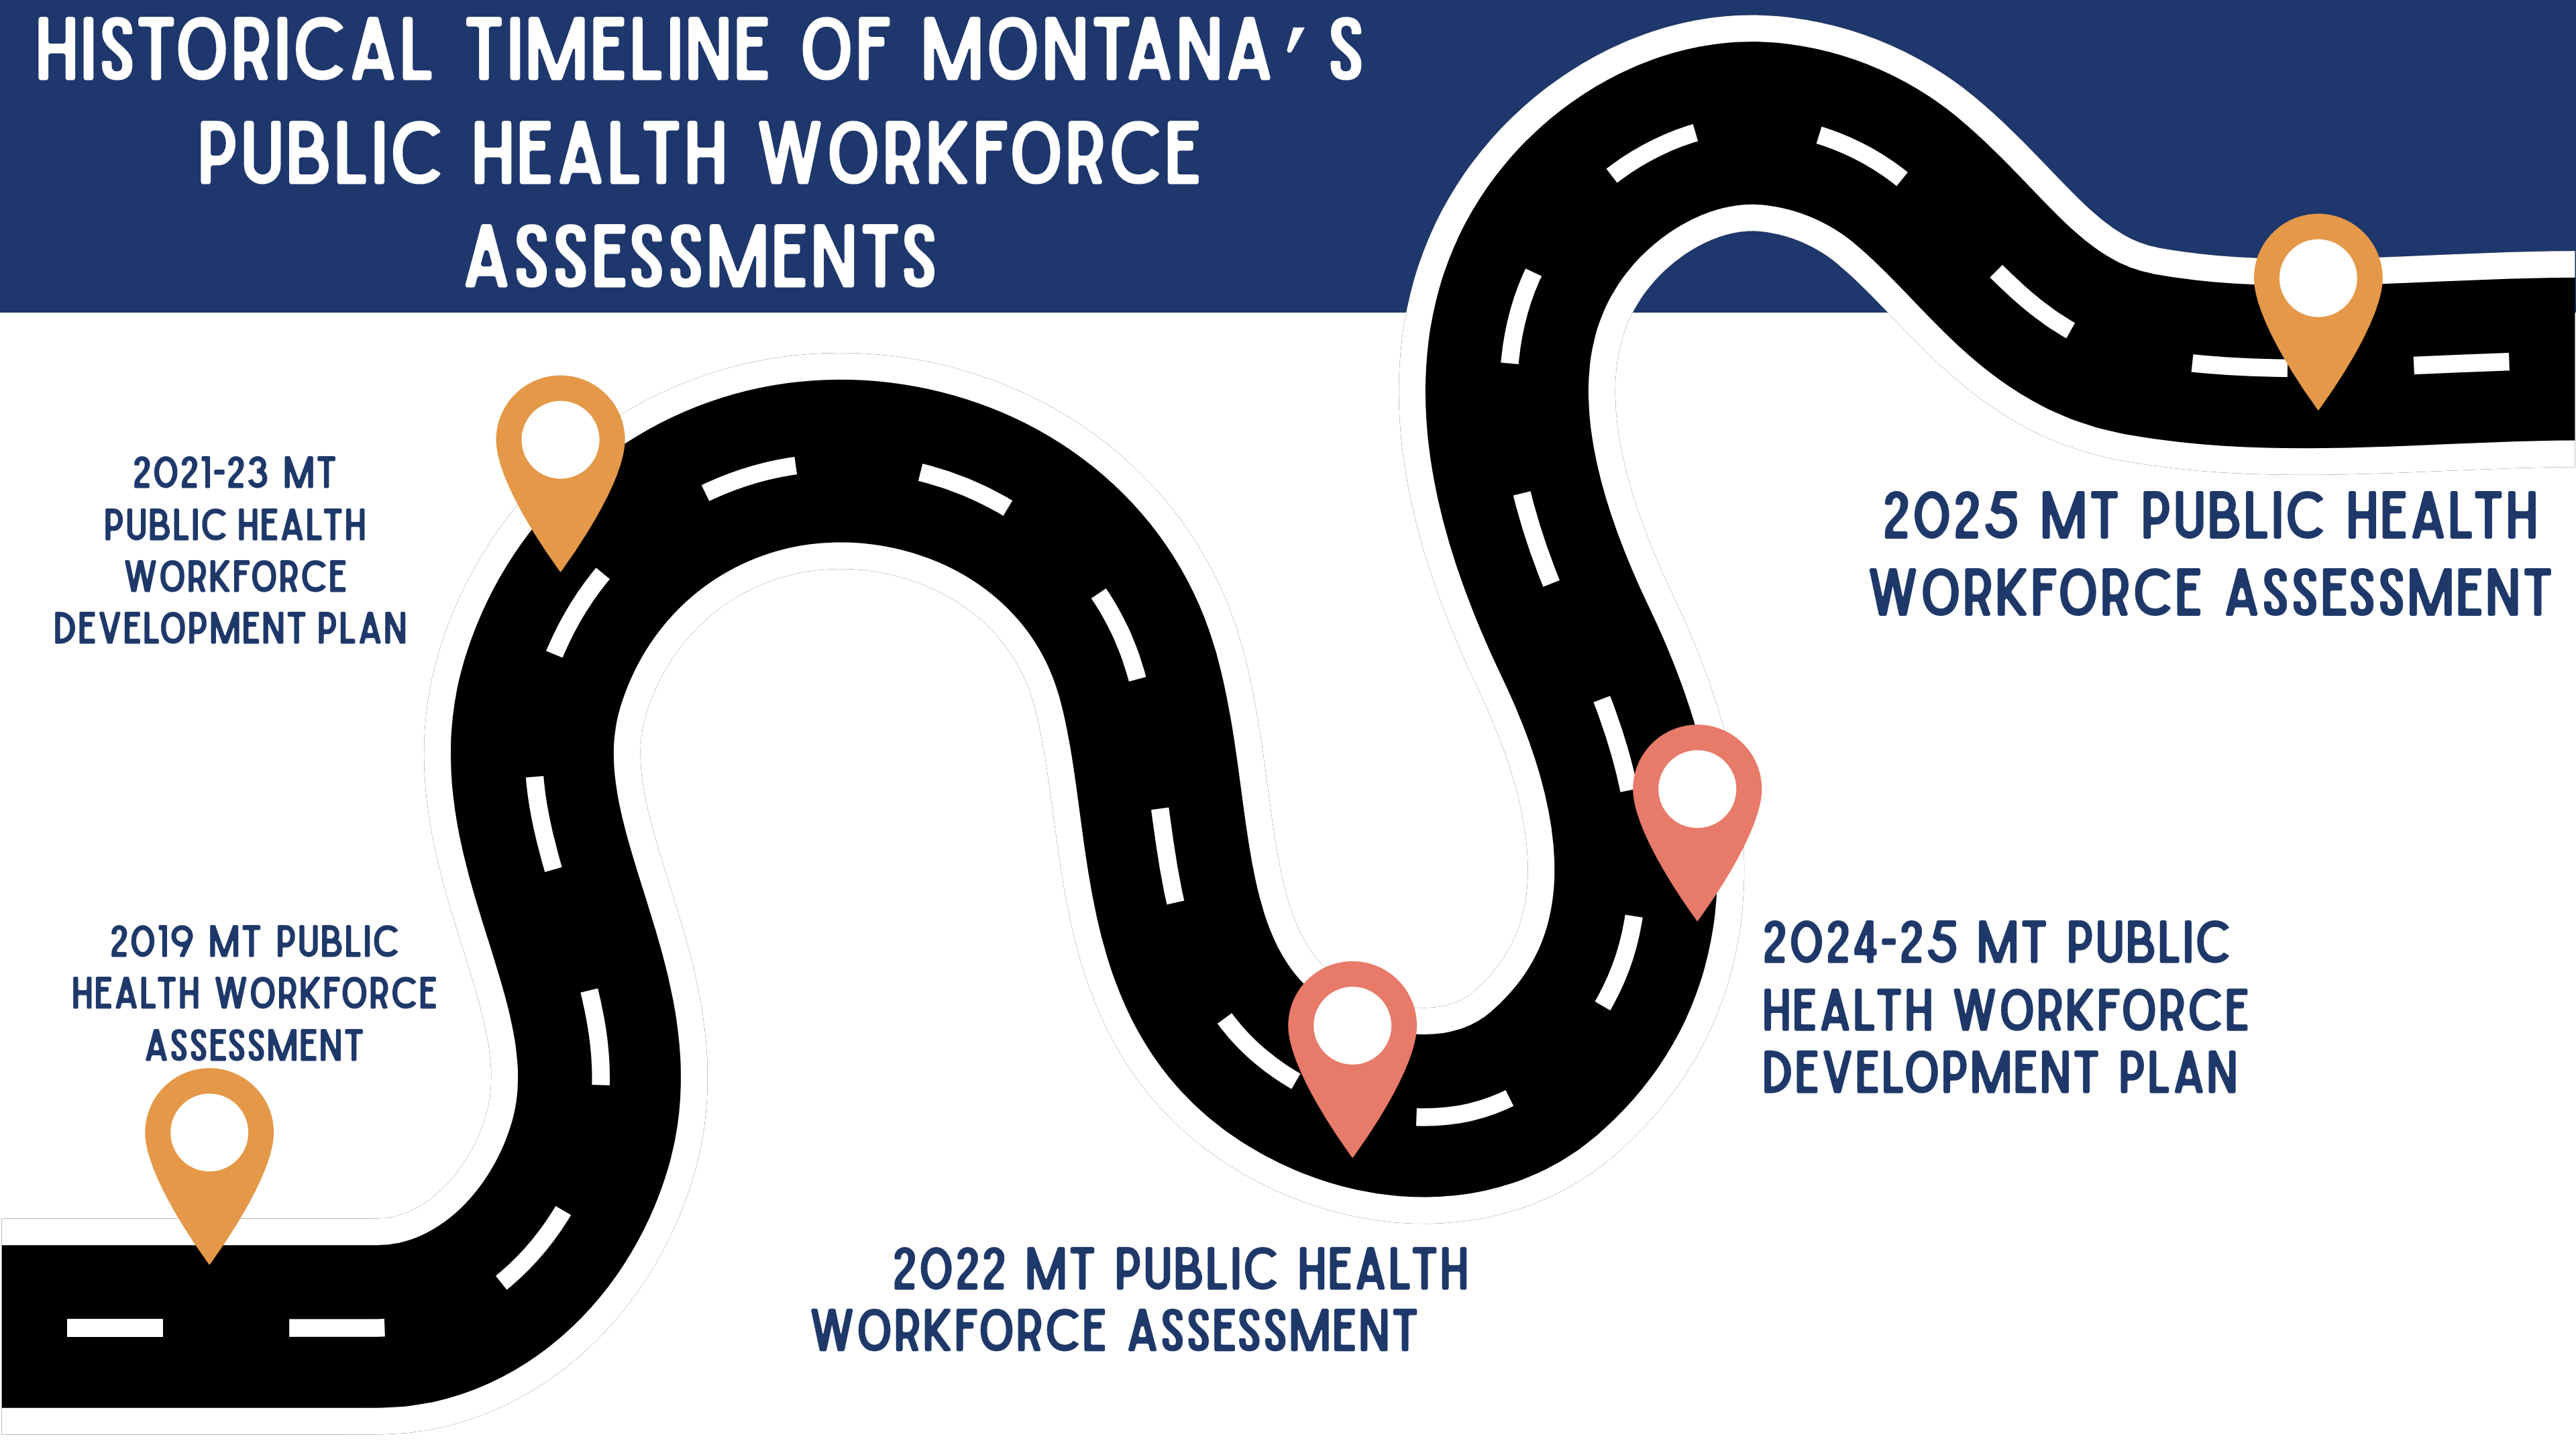 HISTORICAL TIMELINE OF MONTANA'S
PUBLIC HEALTH WORKFORCE
ASSESSMENTS
2021-23 MT
PUBLIC HEALTH
WORKFORCE
DEVELOPMENT PLAN
2019 MT PUBLIC
HEALTH WORKFORCE
ASSESSMENT
2022 MT PUBLIC HEALTH
WORKFORCE ASSESSMENT
2024-25 MT PUBLIC
HEALTH WORKFORCE
DEVELOPMENT PLAN
2025 MT PUBLIC HEALTH
WORKFORCE ASSESSMENT